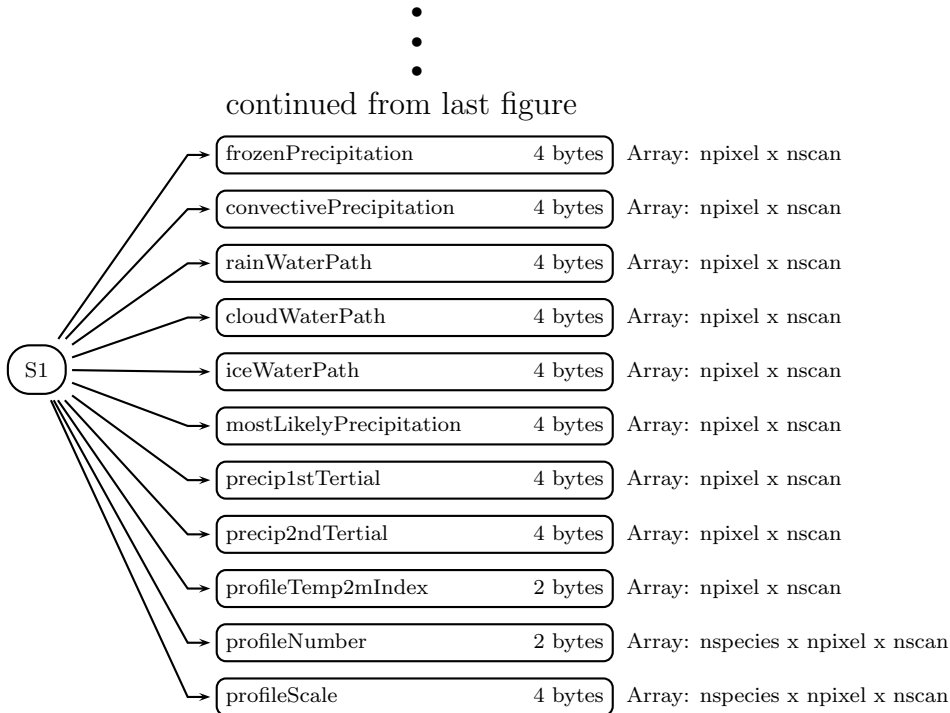 continued from last figure
frozenPrecipitation 4 bytes Array: npixel x nscan
convectivePrecipitation 4 bytes Array: npixel x nscan
rainWaterPath 4 bytes Array: npixel x nscan
cloudWaterPath 4 bytes Array: npixel x nscan
S1
iceWaterPath 4 bytes Array: npixel x nscan
mostLikelyPrecipitation 4 bytes Array: npixel x nscan
precip1stTertial 4 bytes Array: npixel x nscan
precip2ndTertial 4 bytes Array: npixel x nscan
profileTemp2mIndex 2 bytes Array: npixel x nscan
profileNumber 2 bytes Array: nspecies x npixel x nscan
profileScale 4 bytes Array: nspecies x npixel x nscan